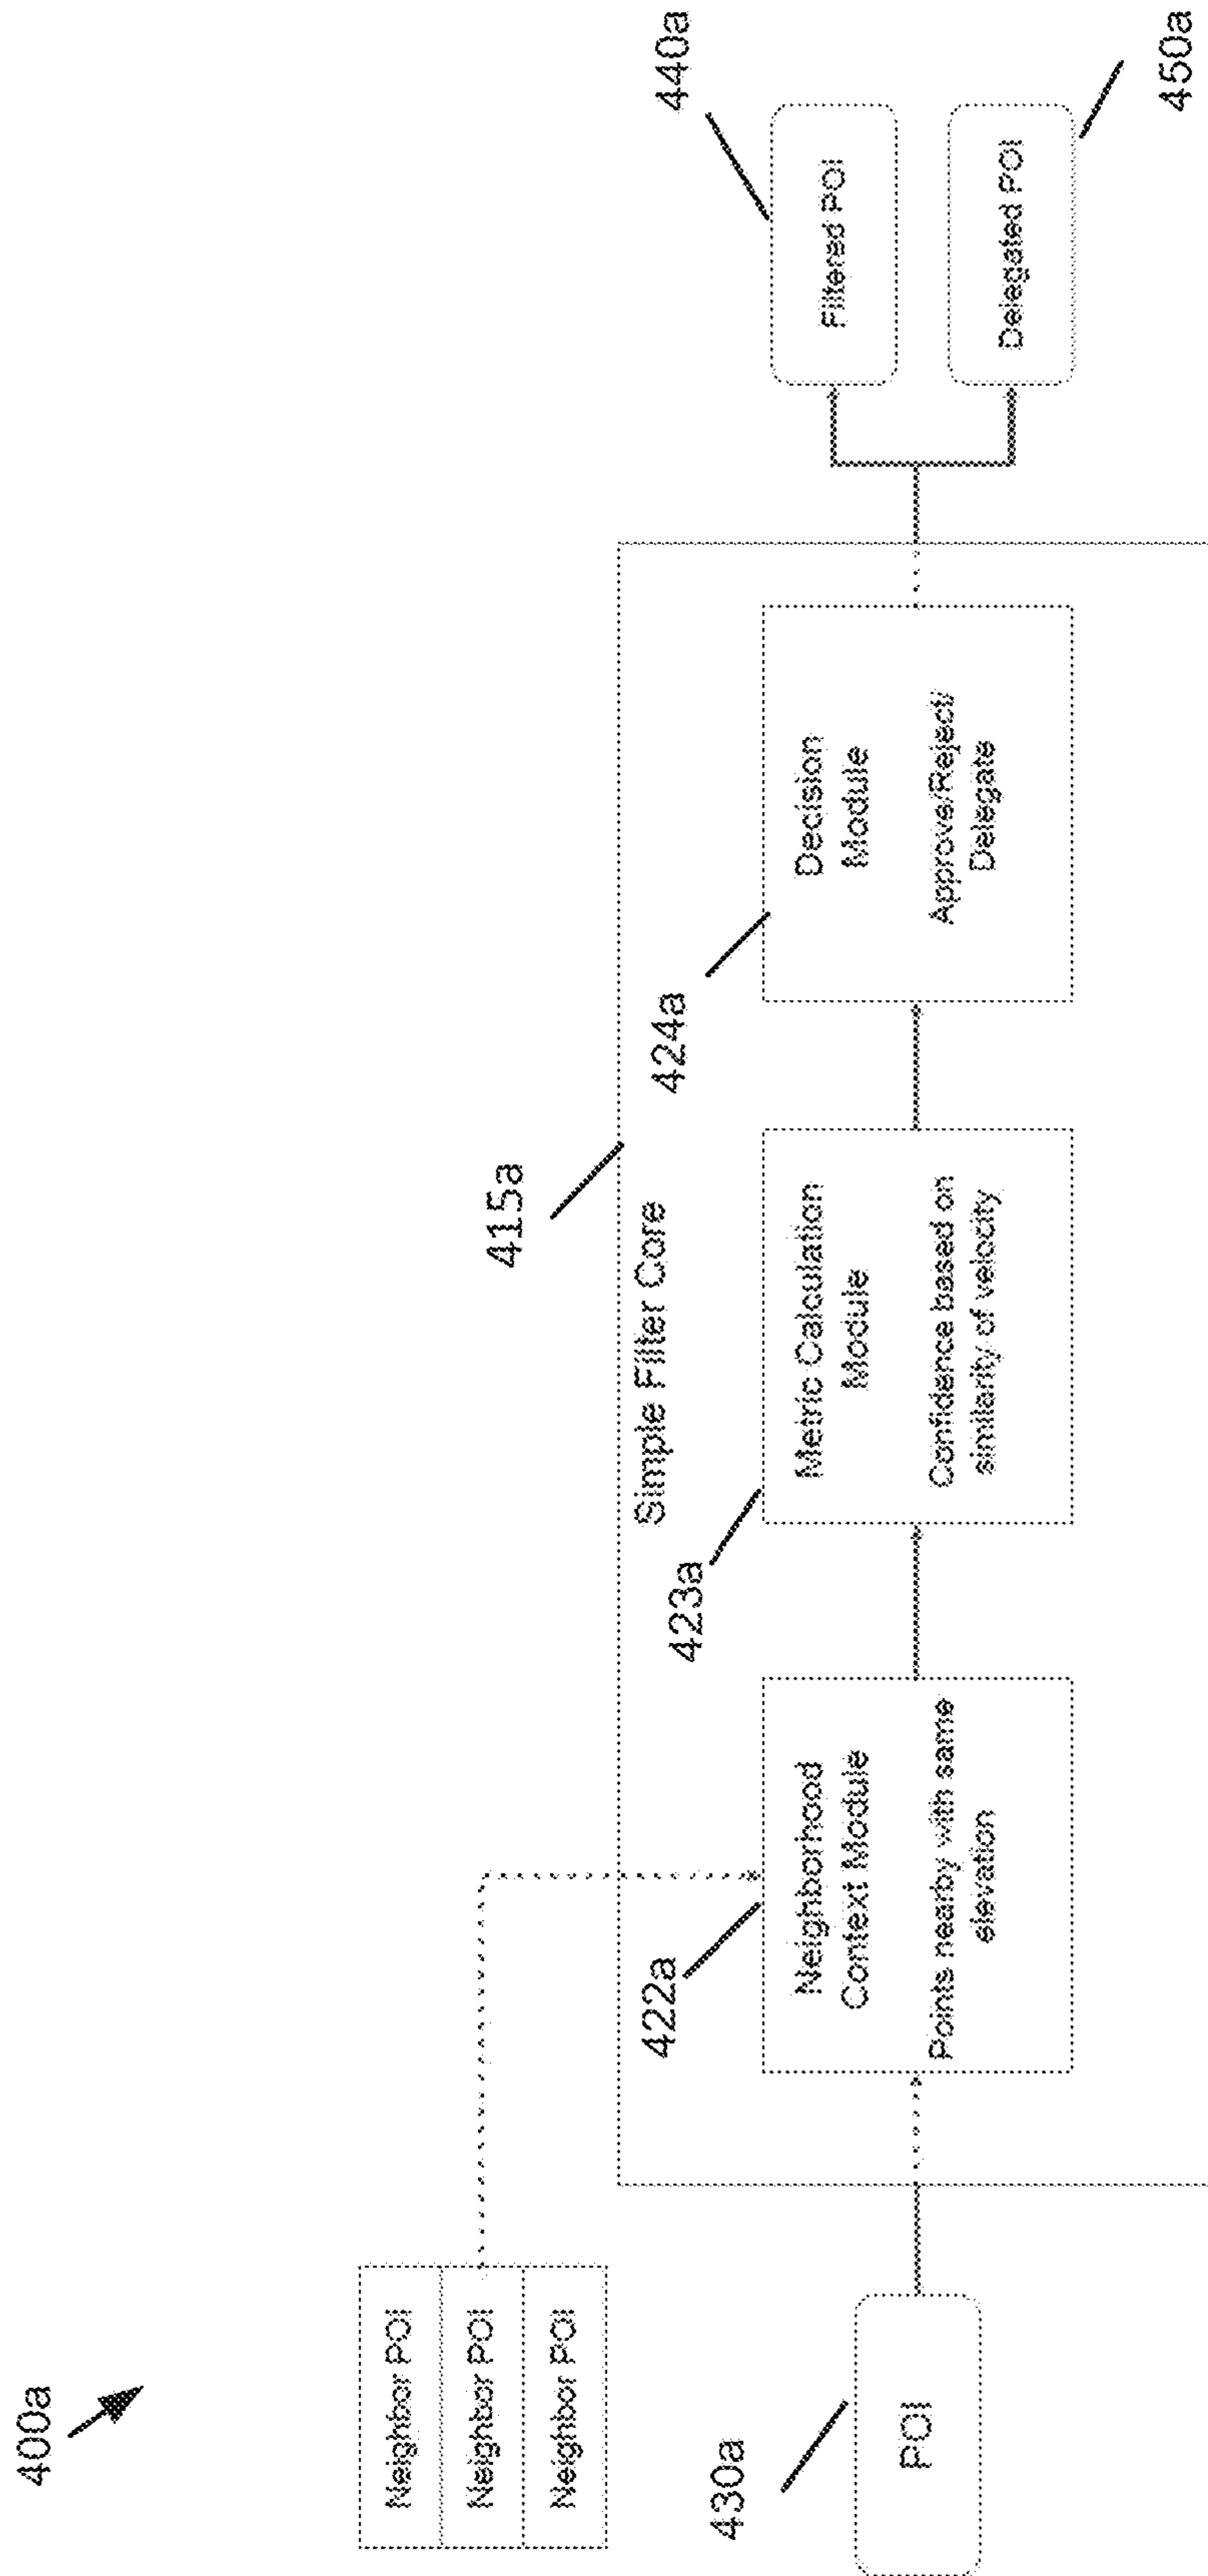 400a
Neighbor POI
Neighbor POI
Neighbor POI
430a
POI
415a
Simple Filter Core
422a
Neighborhood
Context Module
Points nearby with same
elevation
423a
Metric Calculation
Module
Confidence based on
similarity of velocity
424a
Decision
Module
Approve/Reject/
Delegate
440a
Filtered POI
Delegated POI
450a